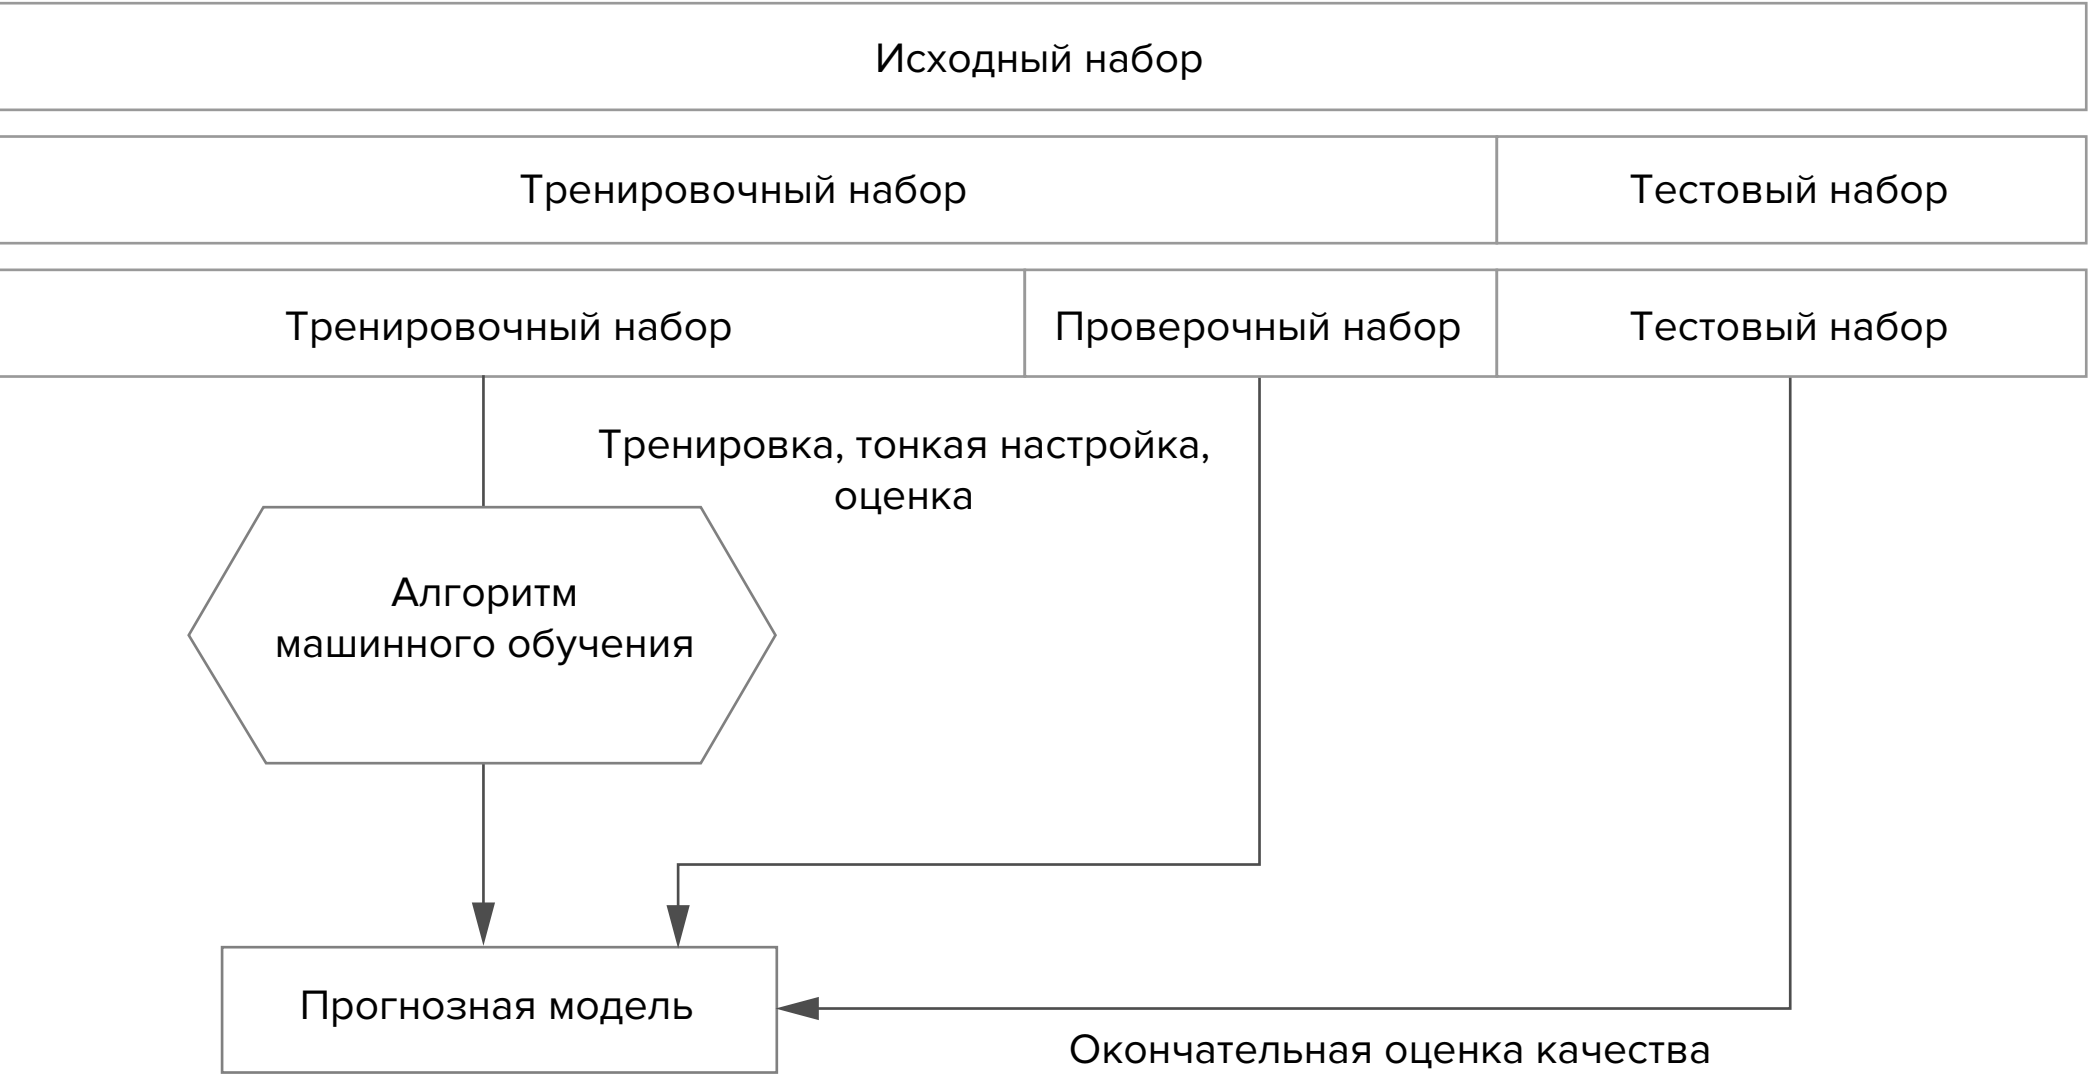 Исходный набор
Тренировочный набор
Тестовый набор
Тренировочный набор
Проверочный набор
Тестовый набор
Тренировка, тонкая настройка,
оценка
Алгоритм
машинного обучения
Прогнозная модель
Окончательная оценка качества